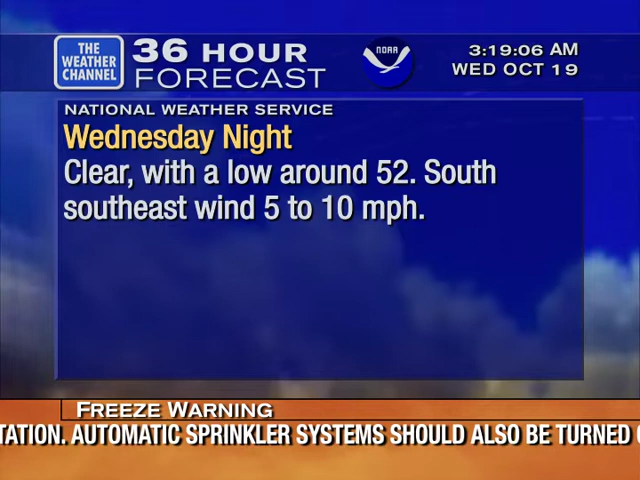 THE
WEATHER
CHANNEL
36 HOUR
FORECAST
NOAA
3:19:06 AM
WED OCT 19
NATIONAL WEATHER SERVICE
Wednesday Night
Clear, with a low around 52. South
southeast wind 5 to 10 mph.
FREEZE WARNING
TATION. AUTOMATIC SPRINKLER SYSTEMS SHOULD ALSO BE TURNED